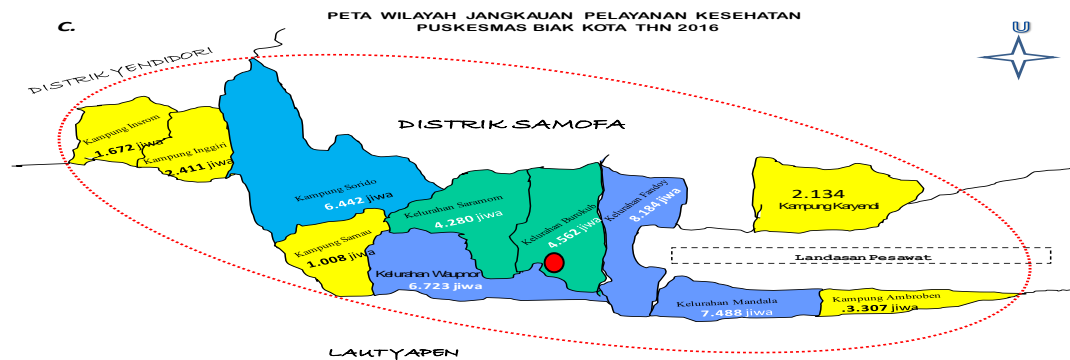 C.
PETA WILAYAH JANGKAUAN PELAYANAN KESEHATAN
PUSKESMAS BIAK KOTA THN 2016
U
DISTRIK YENDIDORI
DISTRIK SAMOFA
Kampung Insrom
1.672 jiwa
Kampung Inggiri
2.411 jiwa
Kampung Sorido
6.442 jiwa
Kelurahan Saramom
4.280 jiwa
Kelurahan Burokub
4.562 jiwa
Kelurahan Fandoy
8.184 jiwa
2.134
Kampung Karyendi
Kampung Samau
1.008 jiwa
Kelurahan Waupnor
6.723 jiwa
Landasan Pesawat
Kelurahan Mandala
7.488 jiwa
Kampung Ambroben
.3.307 jiwa
LAUT YAPEN